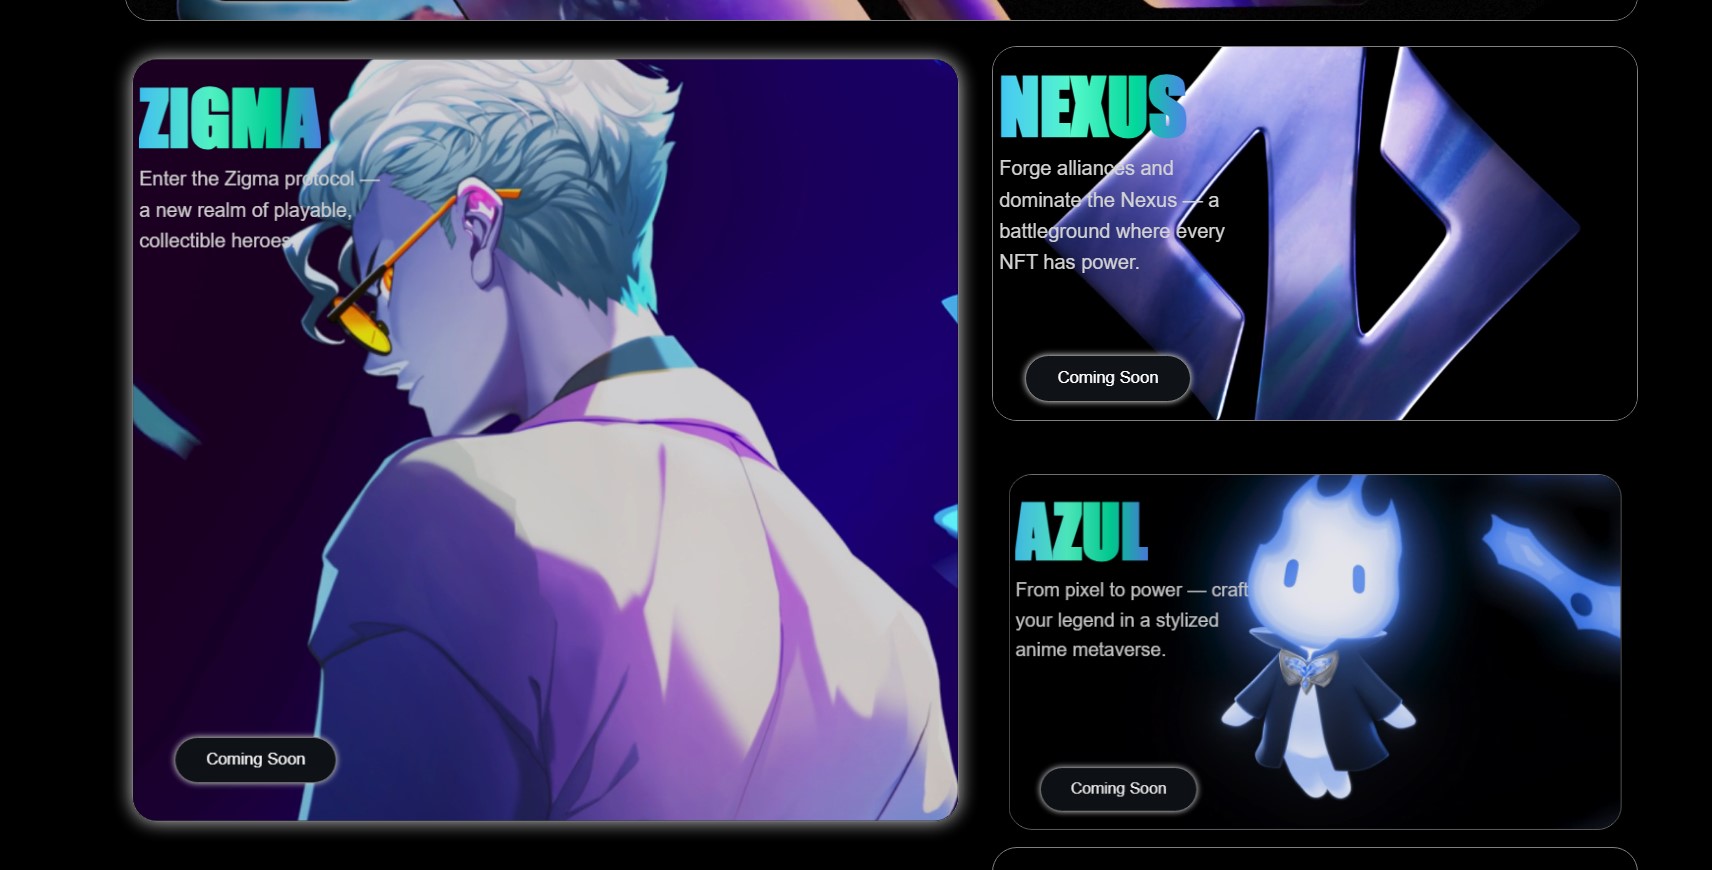 ZIGMA
Enter the Zigma protocol —
a new realm of playable,
collectible heroes.
Coming Soon
NEXUS
Forge alliances and
dominate the Nexus — a
battleground where every
NFT has power.
Coming Soon
AZUL
From pixel to power — craft
your legend in a stylized
anime metaverse.
Coming Soon